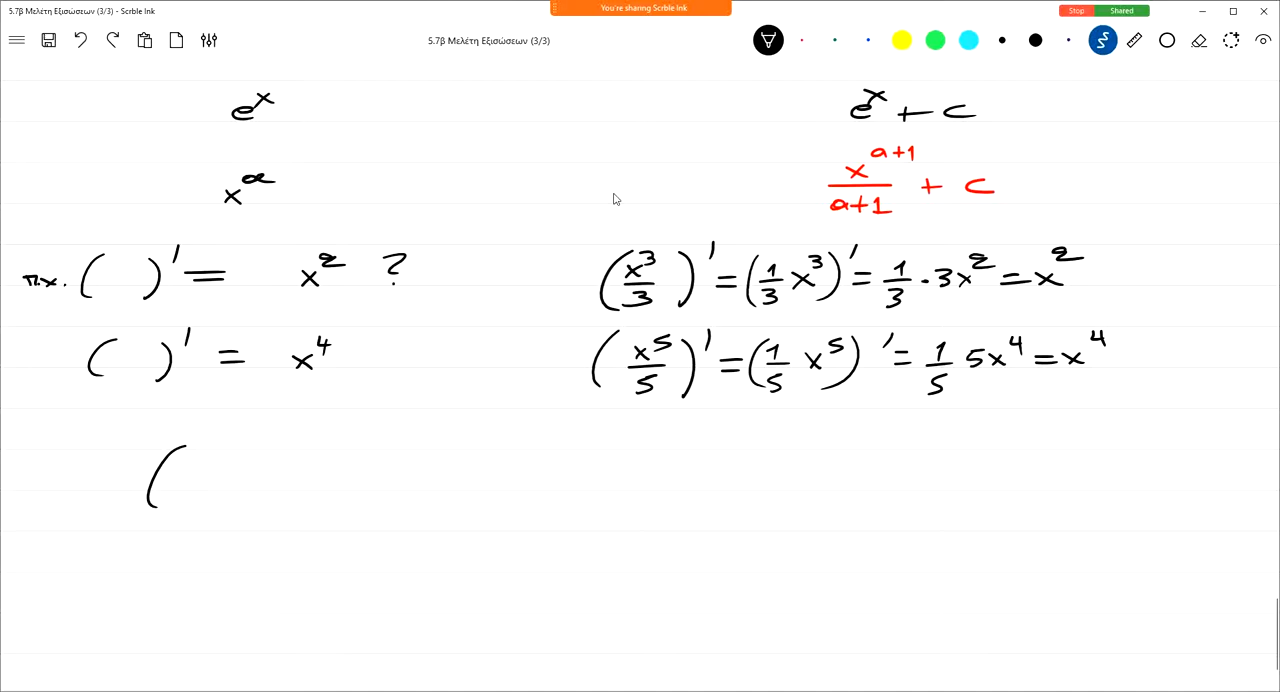 5.7β Μελέτη Εξισώσεων (3/3) - Scrble Ink
You're sharing Scrble Ink
Stop Shared
5.7β Μελέτη Εξισώσεων (3/3)
e^x e^x + c
x^a x^{a+1}/(a+1) + c
π.χ. ( )' = x^2 ? (x^3/3)' = (1/3 x^3)' = 1/3 · 3x^2 = x^2
( )' = x^4 (x^5/5)' = (1/5 x^5)' = 1/5 5x^4 = x^4
(